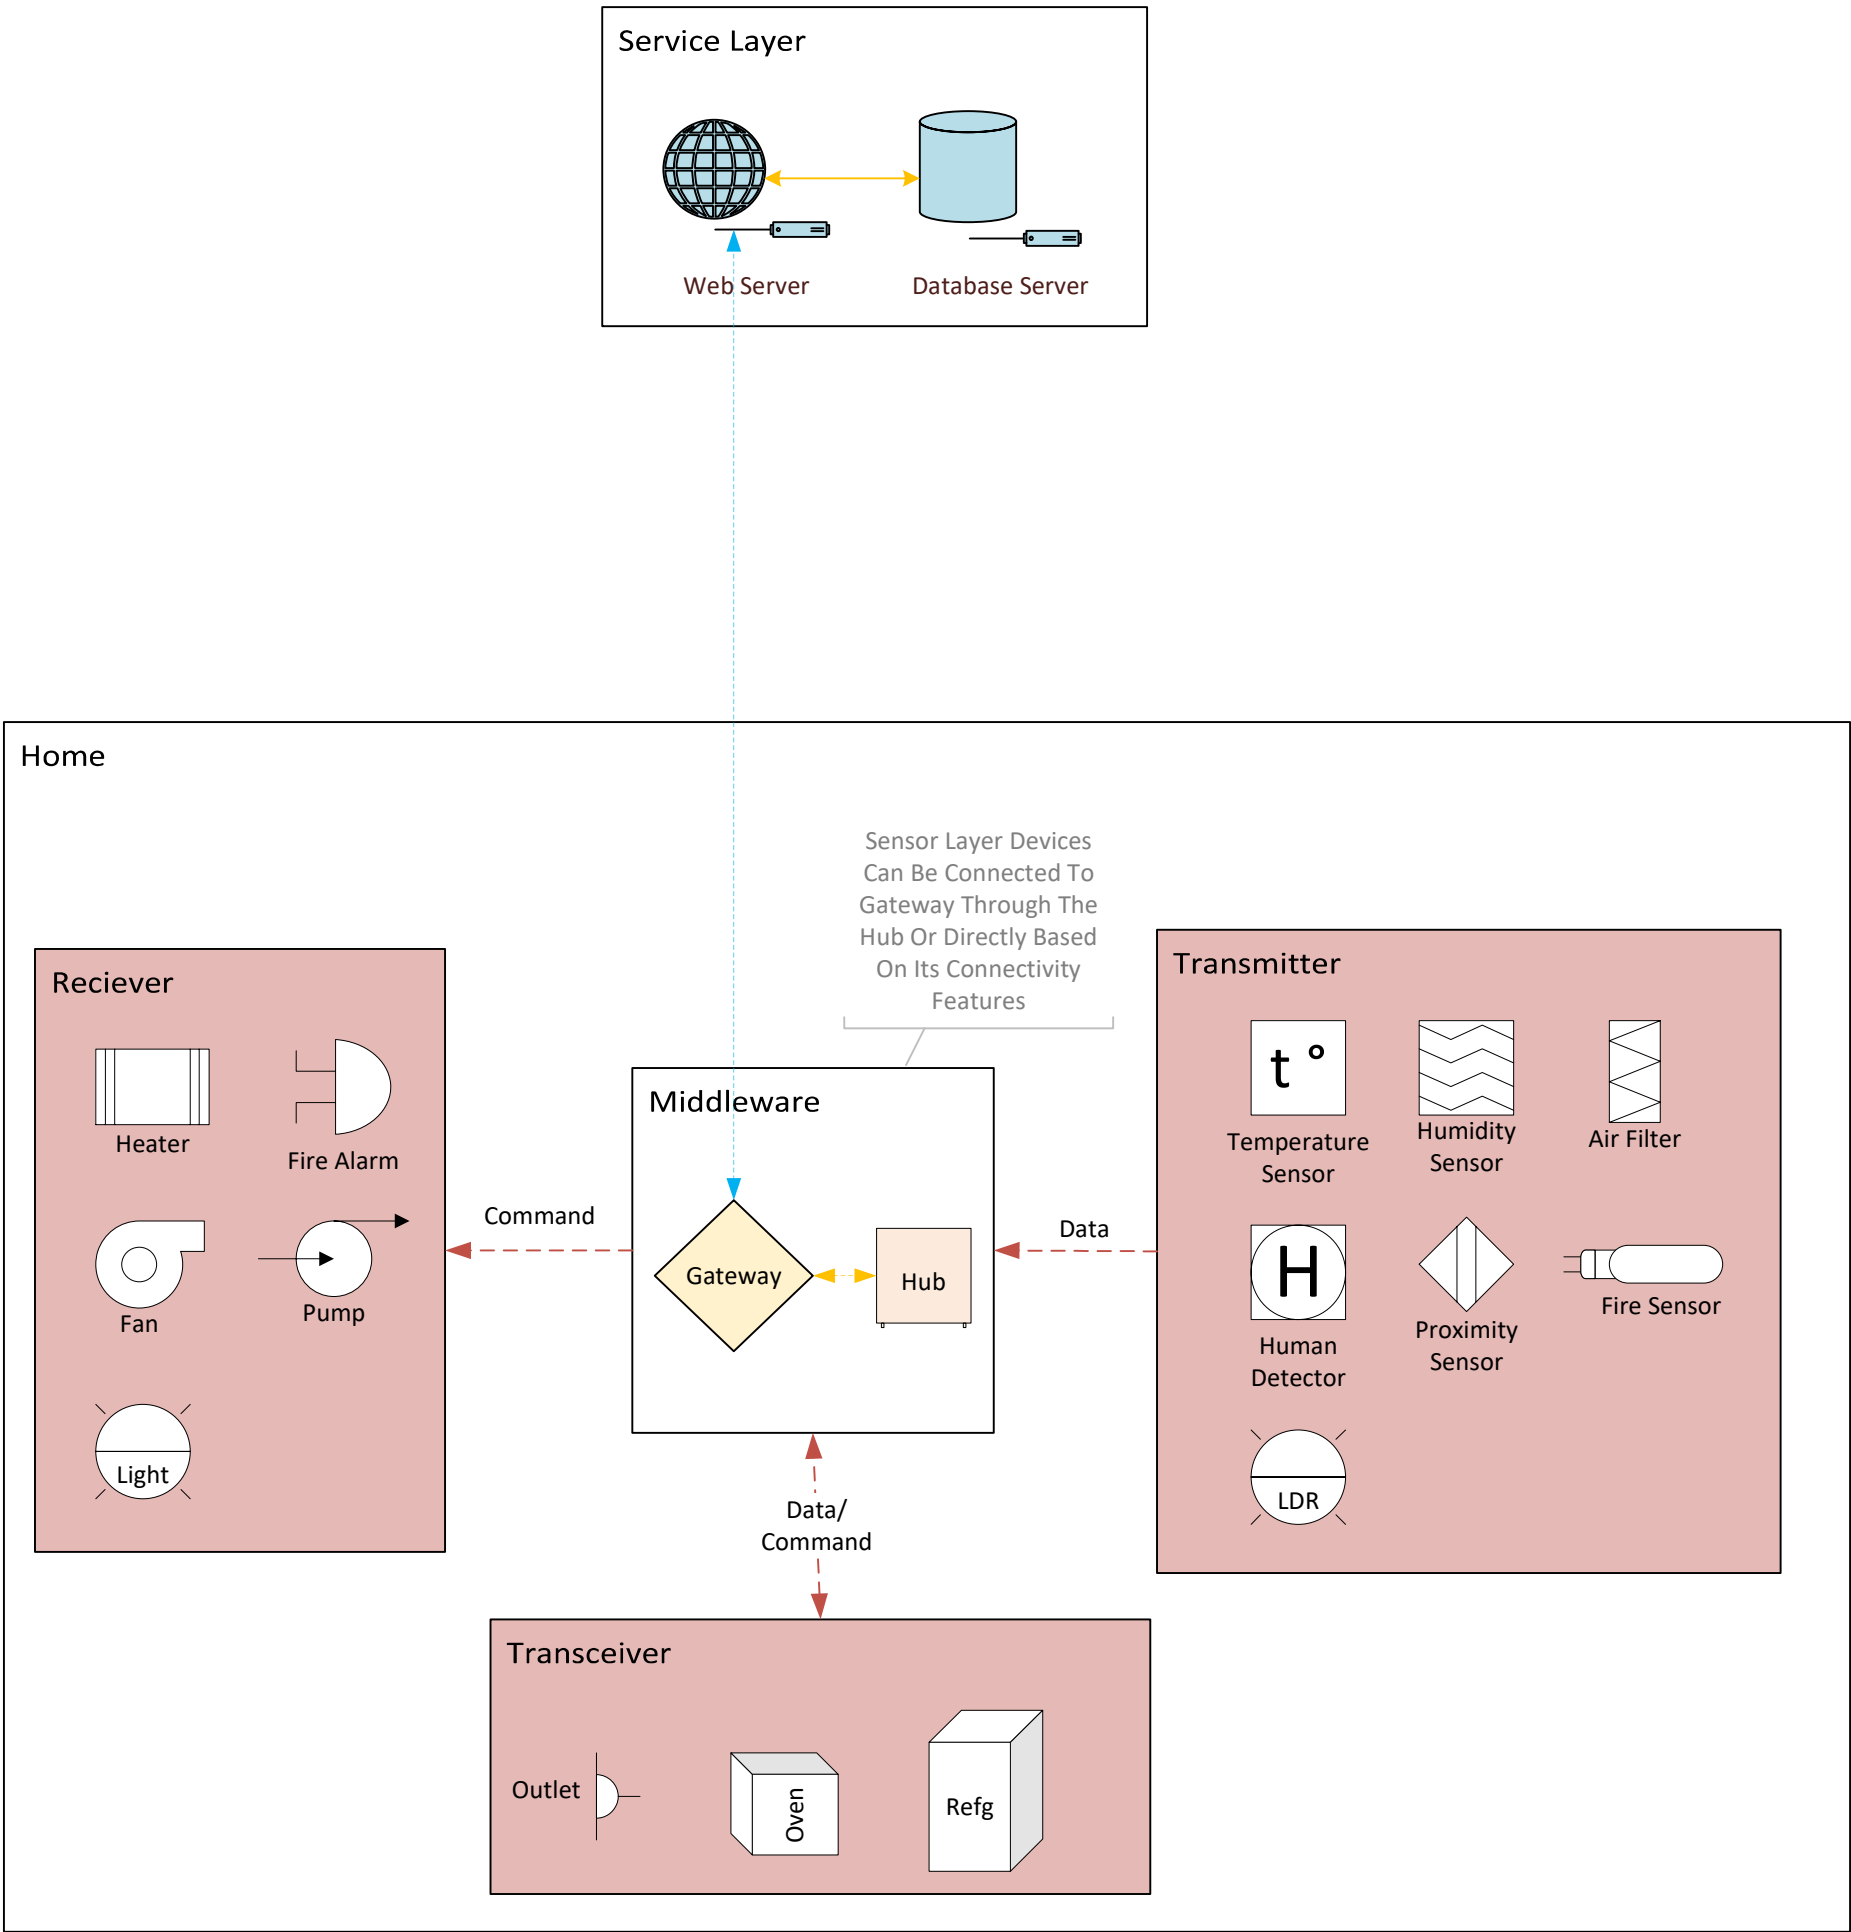 Service Layer
Web Server
Database Server
Home
Sensor Layer Devices
Can Be Connected To
Gateway Through The
Hub Or Directly Based
On Its Connectivity
Features
Reciever
Heater
Fire Alarm
Fan
Pump
Light
Command
Middleware
Gateway
Hub
Data
Transmitter
t °
Temperature
Sensor
Humidity
Sensor
Air Filter
H
Human
Detector
Proximity
Sensor
Fire Sensor
LDR
Data/
Command
Transceiver
Outlet
Oven
Refg